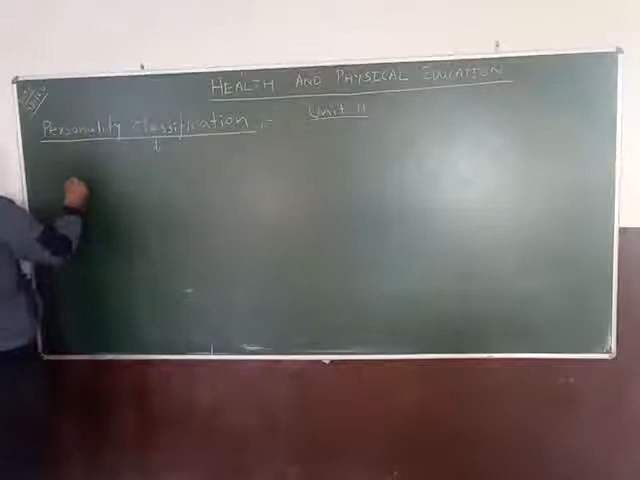 HEALTH AND PHYSICAL EDUCATION
Unit II
Personality Classification :-